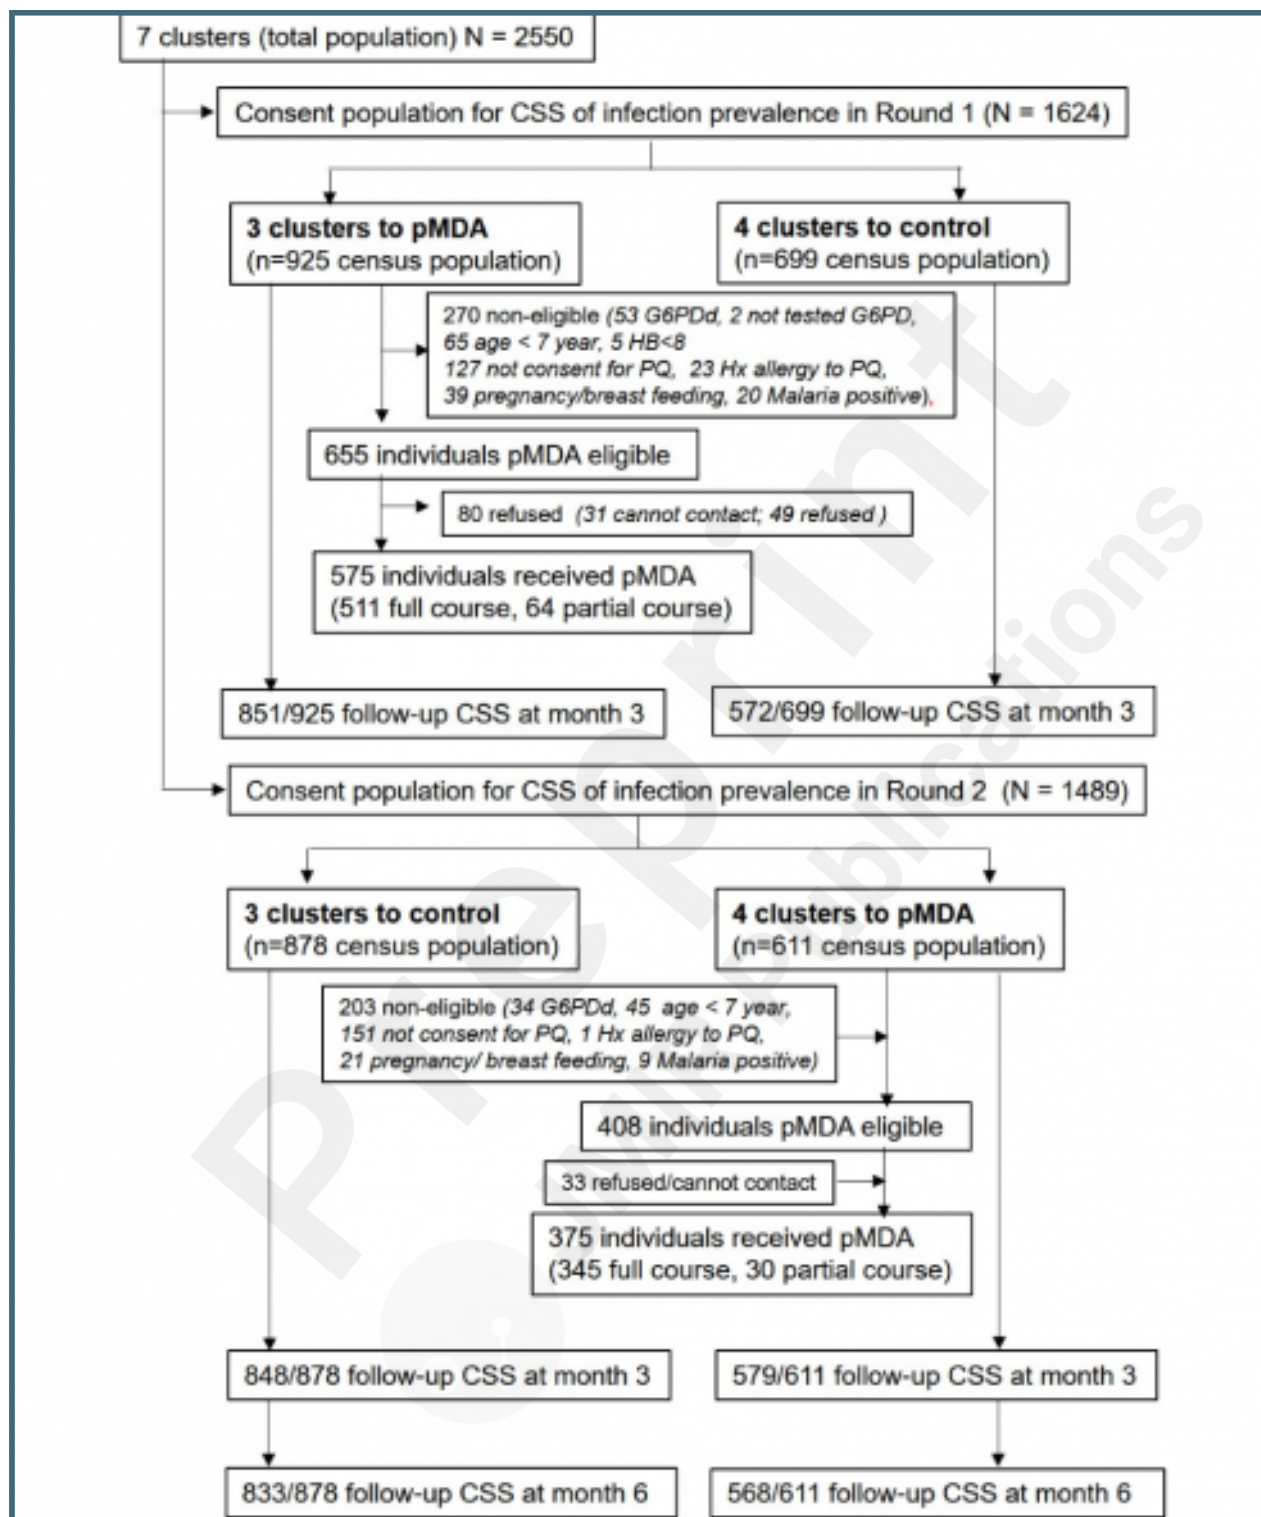 7 clusters (total population) N = 2550
Consent population for CSS of infection prevalence in Round 1 (N = 1624)
3 clusters to pMDA
(n=925 census population)
4 clusters to control
(n=699 census population)
270 non-eligible (53 G6PDd, 2 not tested G6PD,
65 age < 7 year, 5 HB<8
127 not consent for PQ, 23 Hx allergy to PQ,
39 pregnancy/breast feeding, 20 Malaria positive),
655 individuals pMDA eligible
80 refused (31 cannot contact; 49 refused )
575 individuals received pMDA
(511 full course, 64 partial course)
851/925 follow-up CSS at month 3
572/699 follow-up CSS at month 3
Consent population for CSS of infection prevalence in Round 2 (N = 1489)
3 clusters to control
(n=878 census population)
4 clusters to pMDA
(n=611 census population)
203 non-eligible (34 G6PDd, 45 age < 7 year,
151 not consent for PQ, 1 Hx allergy to PQ,
21 pregnancy/ breast feeding, 9 Malaria positive)
408 individuals pMDA eligible
33 refused/cannot contact
375 individuals received pMDA
(345 full course, 30 partial course)
848/878 follow-up CSS at month 3
579/611 follow-up CSS at month 3
833/878 follow-up CSS at month 6
568/611 follow-up CSS at month 6
Preprint
JMIR Publications